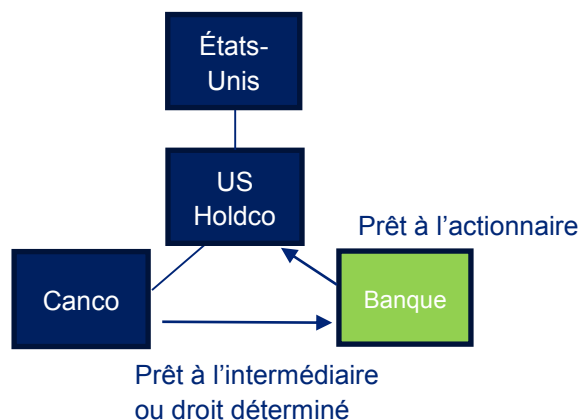 États-
Unis
US
Holdco
Prêt à l'actionnaire
Canco
Banque
Prêt à l'intermédiaire
ou droit déterminé